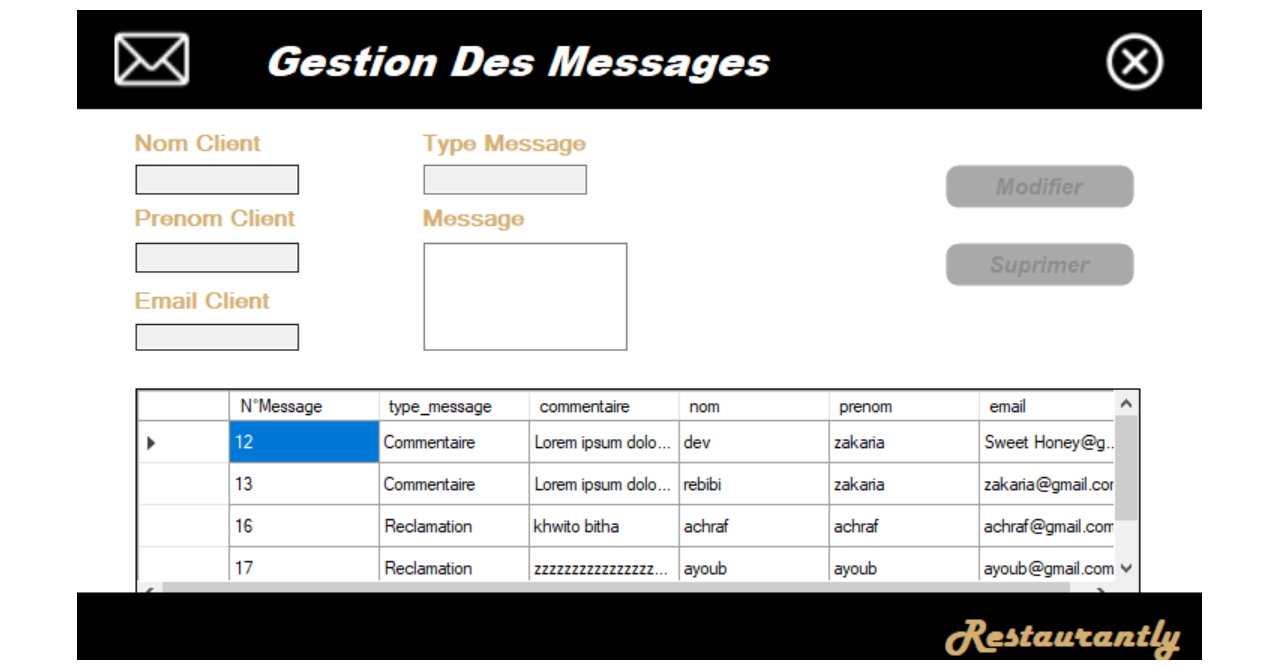 Gestion Des Messages
Nom Client Type Message
Modifier
Prenom Client Message
Suprimer
Email Client
N°Message type_message commentaire nom prenom email
12 Commentaire Lorem ipsum dolo... dev zakaria Sweet Honey@g...
13 Commentaire Lorem ipsum dolo... rebibi zakaria zakaria@gmail.cor
16 Reclamation khwito bitha achraf achraf achraf@gmail.com
17 Reclamation zzzzzzzzzzzzzzzz... ayoub ayoub ayoub@gmail.com
Restaurantly